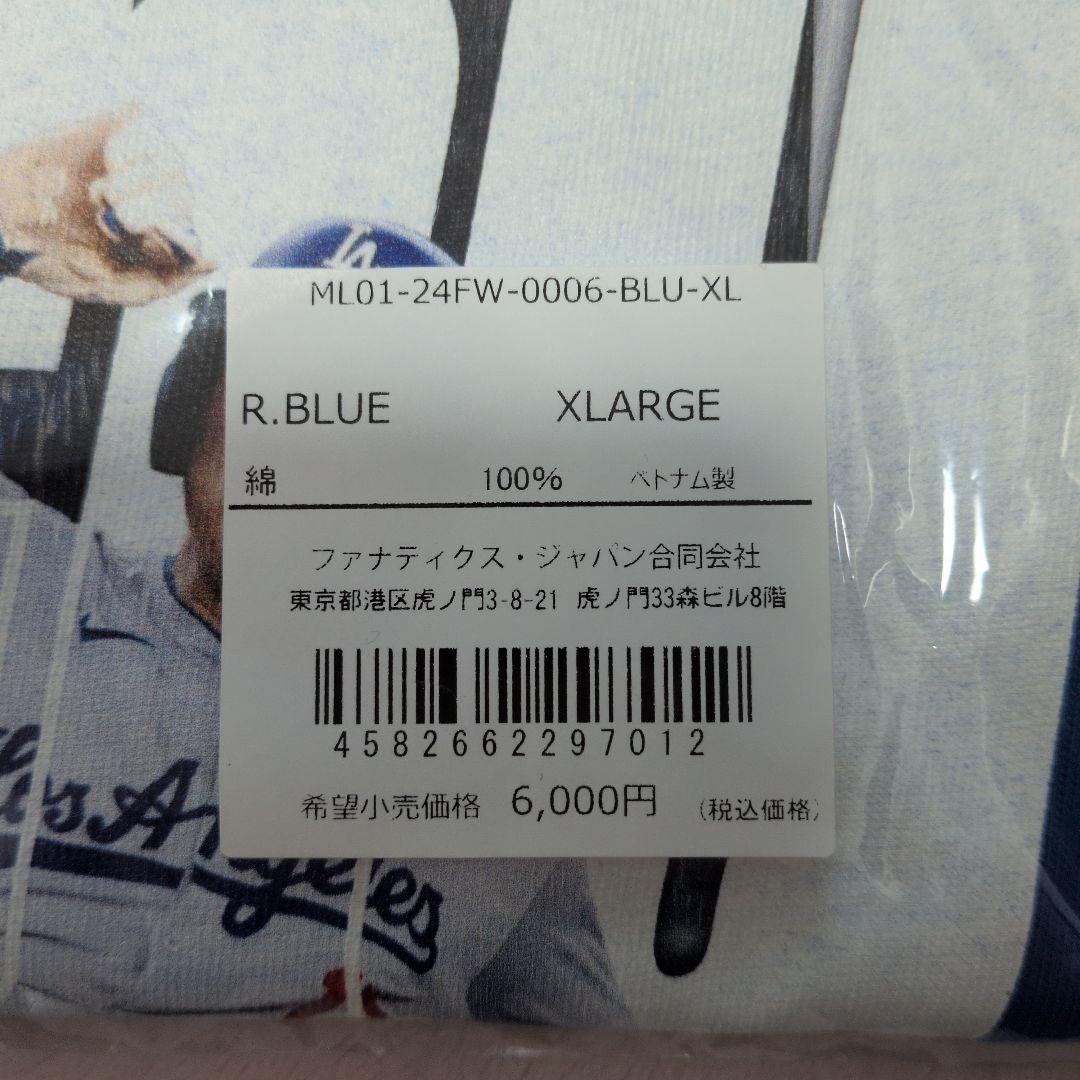 ML01-24FW-0006-BLU-XL
R.BLUE XLARGE
綿 100% ベトナム製
ファナティクス・ジャパン合同会社
東京都港区虎ノ門3-8-21 虎ノ門33森ビル8階
4582662297012
希望小売価格 6,000円 (税込価格)
Los Angeles
LA